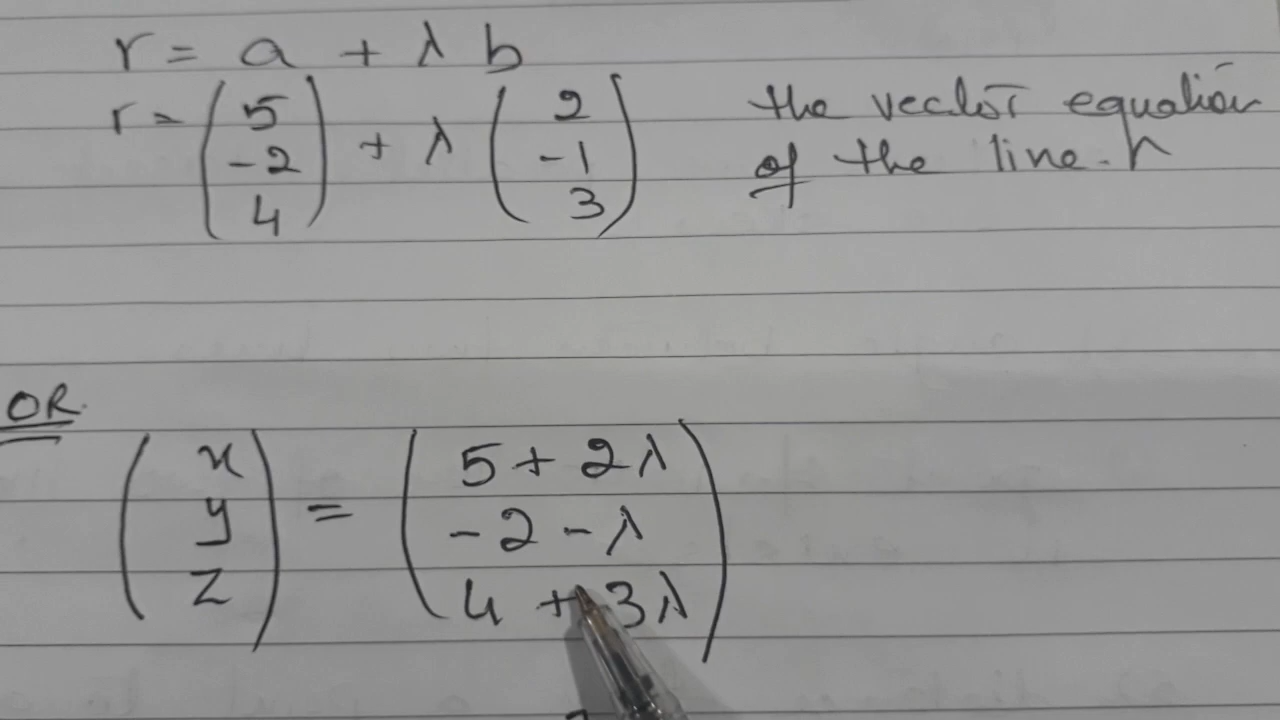 r = a + λ b
r = ( 5 ) + λ ( 2 ) the vector equation
( -2 ) ( -1 ) of the line. r
( 4 ) ( 3 )
OR.
( x ) = ( 5 + 2λ )
( y ) ( -2 - λ )
( z ) ( 4 + 3λ )